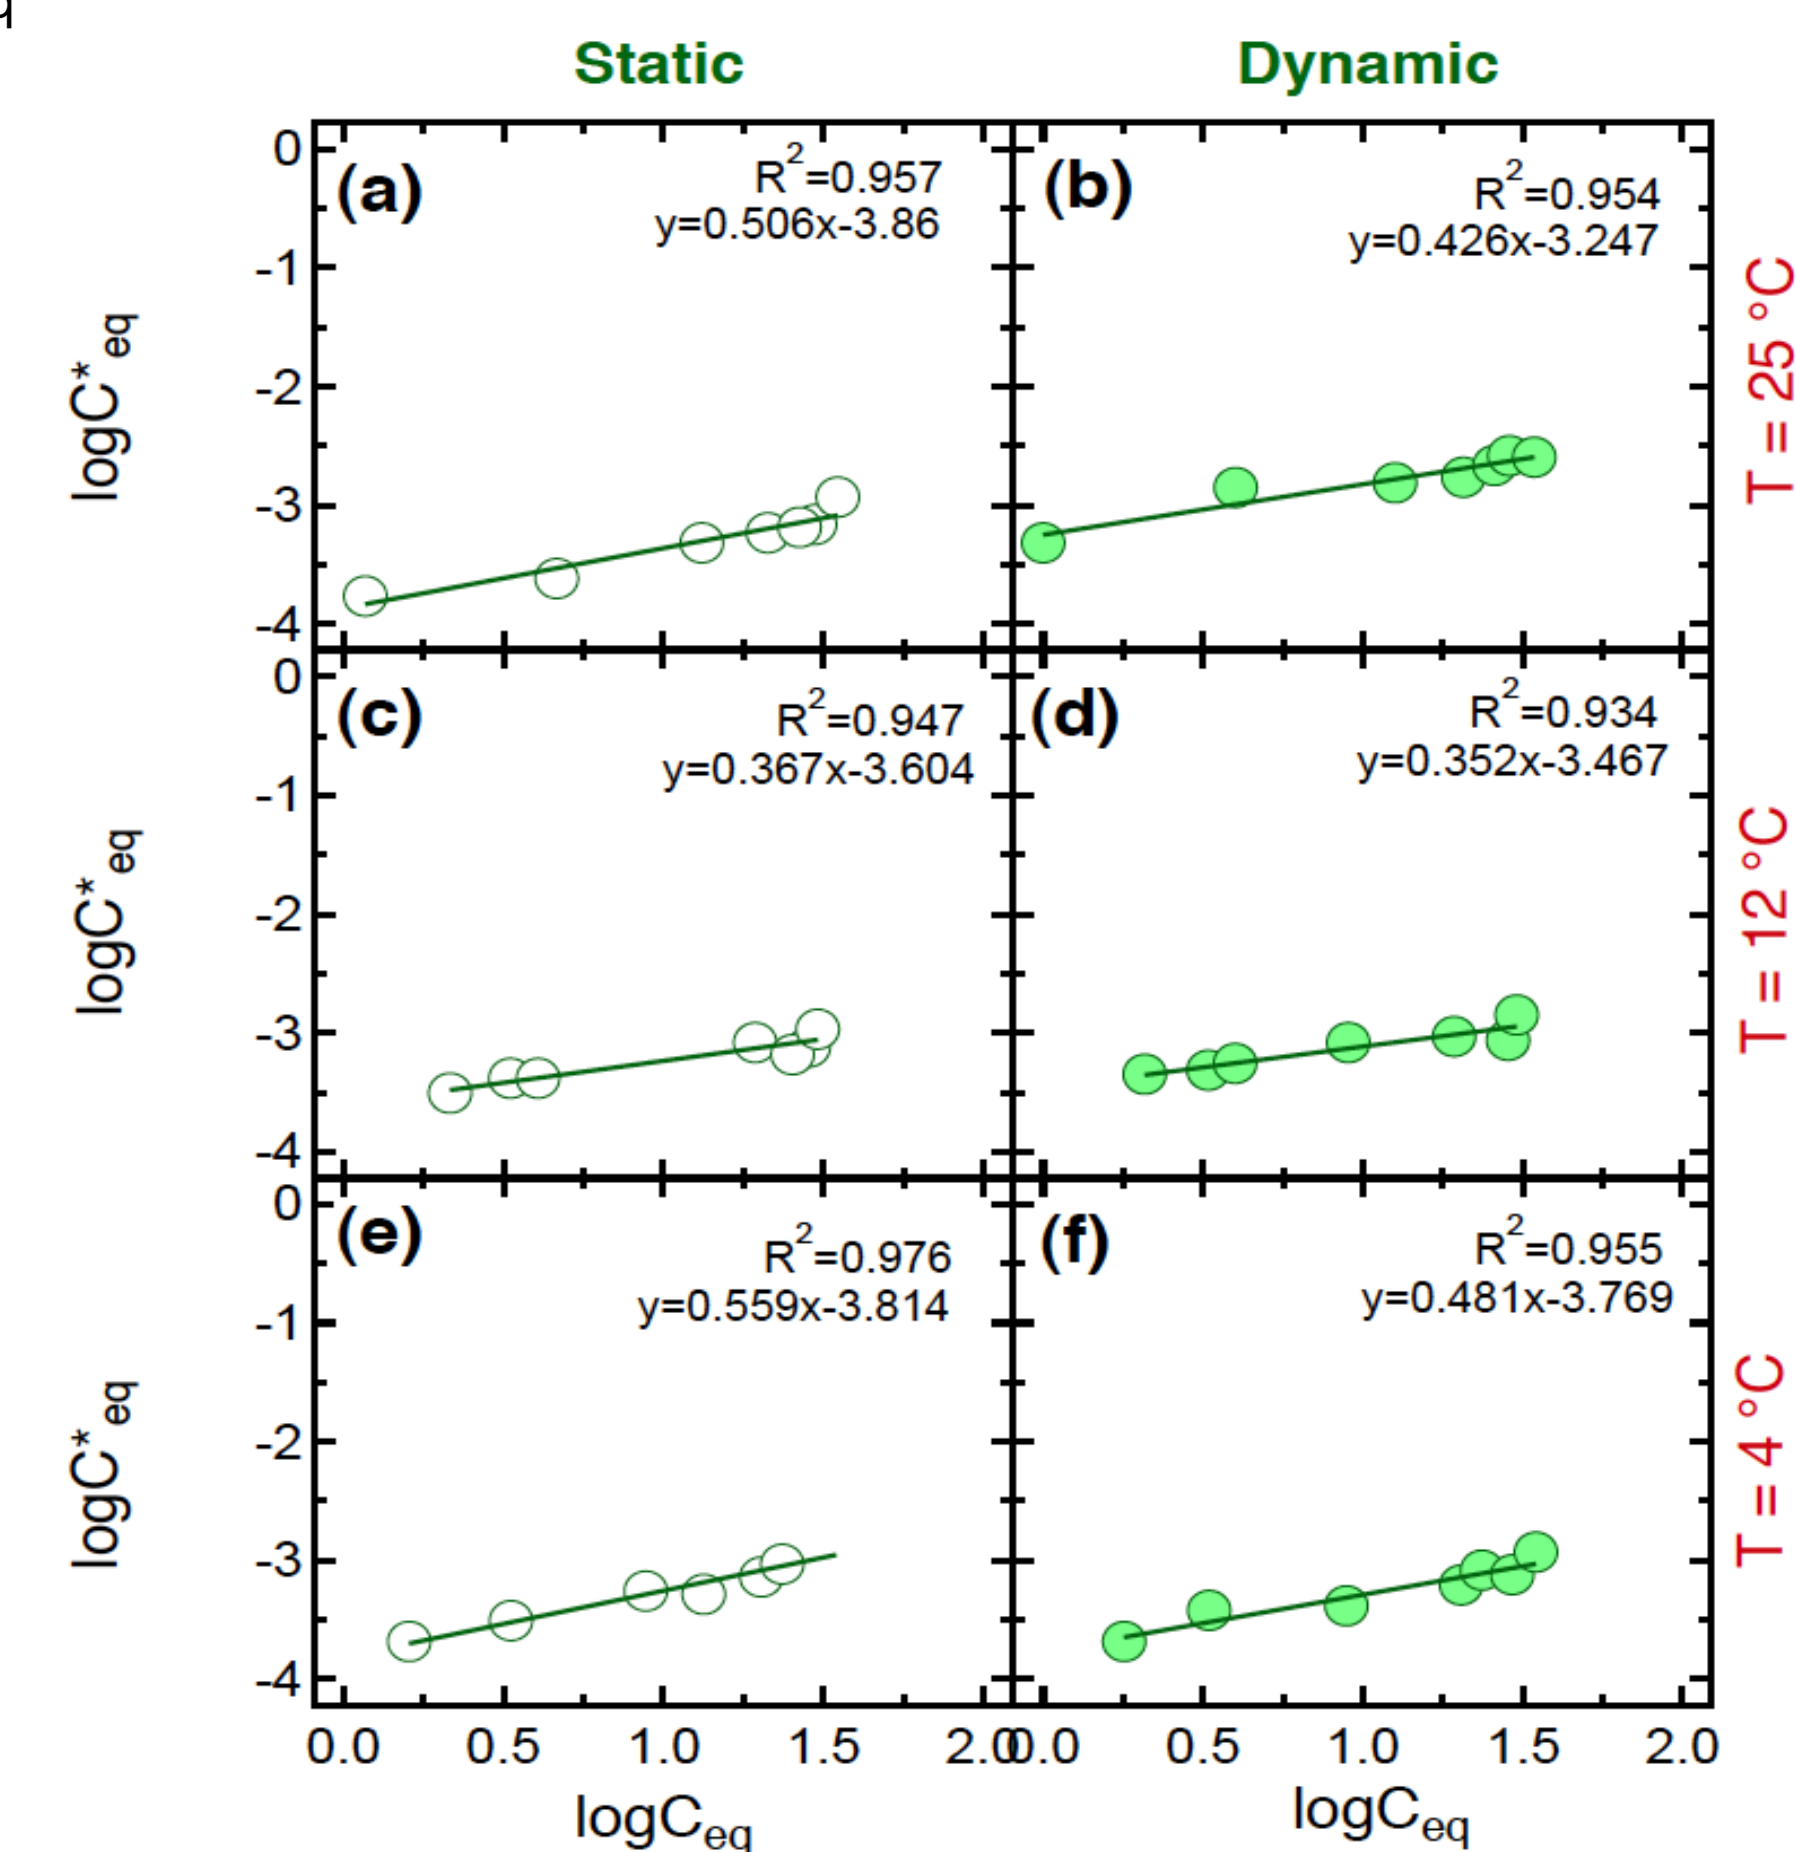 q
Static Dynamic
0
-1
-2
-3
-4
logC*eq
(a)
R2=0.957
y=0.506x-3.86
(b)
R2=0.954
y=0.426x-3.247
T = 25 °C
0
-1
-2
-3
-4
logC*eq
(c)
R2=0.947
y=0.367x-3.604
(d)
R2=0.934
y=0.352x-3.467
T = 12 °C
0
-1
-2
-3
-4
logC*eq
(e)
R2=0.976
y=0.559x-3.814
(f)
R2=0.955
y=0.481x-3.769
T = 4 °C
0.0 0.5 1.0 1.5 2.0 0.0 0.5 1.0 1.5 2.0
logCeq logCeq